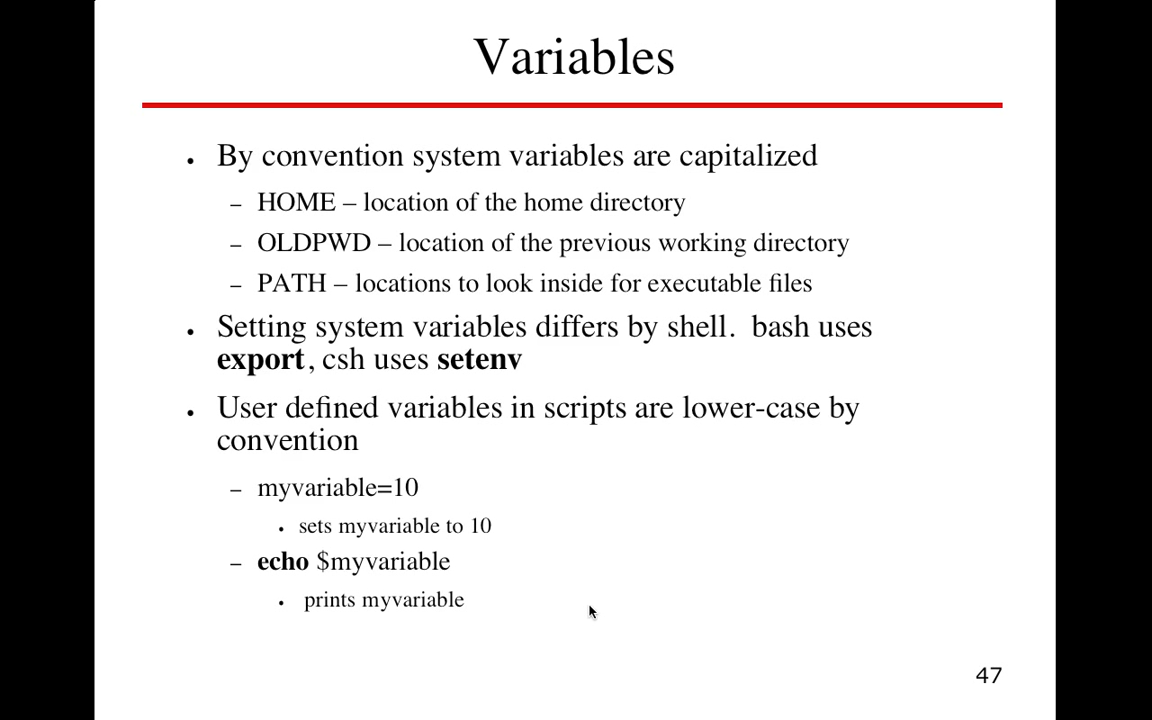 Variables
• By convention system variables are capitalized
– HOME – location of the home directory
– OLDPWD – location of the previous working directory
– PATH – locations to look inside for executable files
• Setting system variables differs by shell.  bash uses
export, csh uses setenv
• User defined variables in scripts are lower-case by
convention
– myvariable=10
• sets myvariable to 10
– echo $myvariable
• prints myvariable
47